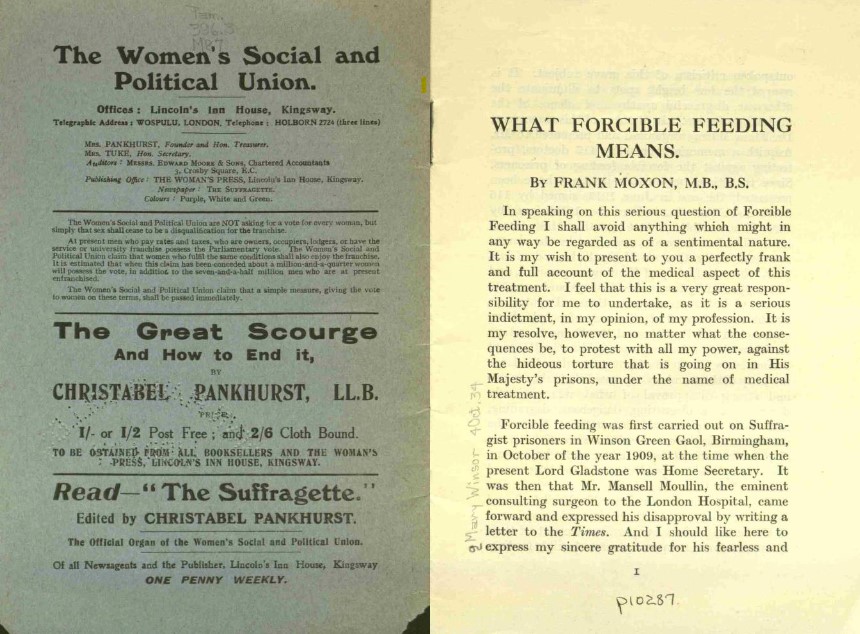 The Women's Social and
Political Union.
Offices : Lincoln's Inn House, Kingsway.
Telegraphic Address : WOSPULU, LONDON. Telephone : HOLBORN 2724 (three lines)
MRS. PANKHURST, Founder and Hon. Treasurer.
MRS. TUKE, Hon. Secretary.
Auditors : MESSRS. EDWARD MOORE & SONS, Chartered Accountants
3, Crosby Square, E.C.
Publishing Office : THE WOMAN'S PRESS, Lincoln's Inn House, Kingsway.
Newspaper : THE SUFFRAGETTE.
Colours : Purple, White and Green.
The Women's Social and Political Union are NOT asking for a vote for every woman, but
simply that sex shall cease to be a disqualification for the franchise.
At present men who pay rates and taxes, who are owners, occupiers, lodgers, or have the
service or university franchise possess the Parliamentary vote. The Women's Social and
Political Union claim that women who fulfil the same conditions shall also enjoy the franchise.
It is estimated that when this claim has been conceded about a million-and-a-quarter women
will possess the vote, in addition to the seven-and-a-half million men who are at present
enfranchised.
The Women's Social and Political Union claim that a simple measure, giving the vote
to women on these terms, shall be passed immediately.
The Great Scourge
And How to End it,
BY
CHRISTABEL PANKHURST, LL.B.
PRICE
1/- or 1/2 Post Free ; and 2/6 Cloth Bound.
TO BE OBTAINED FROM ALL BOOKSELLERS AND THE WOMAN'S
PRESS, LINCOLN'S INN HOUSE, KINGSWAY.
Read—"The Suffragette."
Edited by CHRISTABEL PANKHURST.
The Official Organ of the Women's Social and Political Union.
Of all Newsagents and the Publisher, Lincoln's Inn House, Kingsway
ONE PENNY WEEKLY.
WHAT FORCIBLE FEEDING
MEANS.
BY FRANK MOXON, M.B., B.S.
In speaking on this serious question of Forcible
Feeding I shall avoid anything which might in
any way be regarded as of a sentimental nature.
It is my wish to present to you a perfectly frank
and full account of the medical aspect of this
treatment. I feel that this is a very great respon-
sibility for me to undertake, as it is a serious
indictment, in my opinion, of my profession. It is
my resolve, however, no matter what the conse-
quences be, to protest with all my power, against
the hideous torture that is going on in His
Majesty's prisons, under the name of medical
treatment.
Forcible feeding was first carried out on Suffra-
gist prisoners in Winson Green Gaol, Birmingham,
in October of the year 1909, at the time when the
present Lord Gladstone was Home Secretary. It
was then that Mr. Mansell Moullin, the eminent
consulting surgeon to the London Hospital, came
forward and expressed his disapproval by writing a
letter to the Times. And I should like here to
express my sincere gratitude for his fearless and
I
p10287
Mary Winsor 4Oct.34